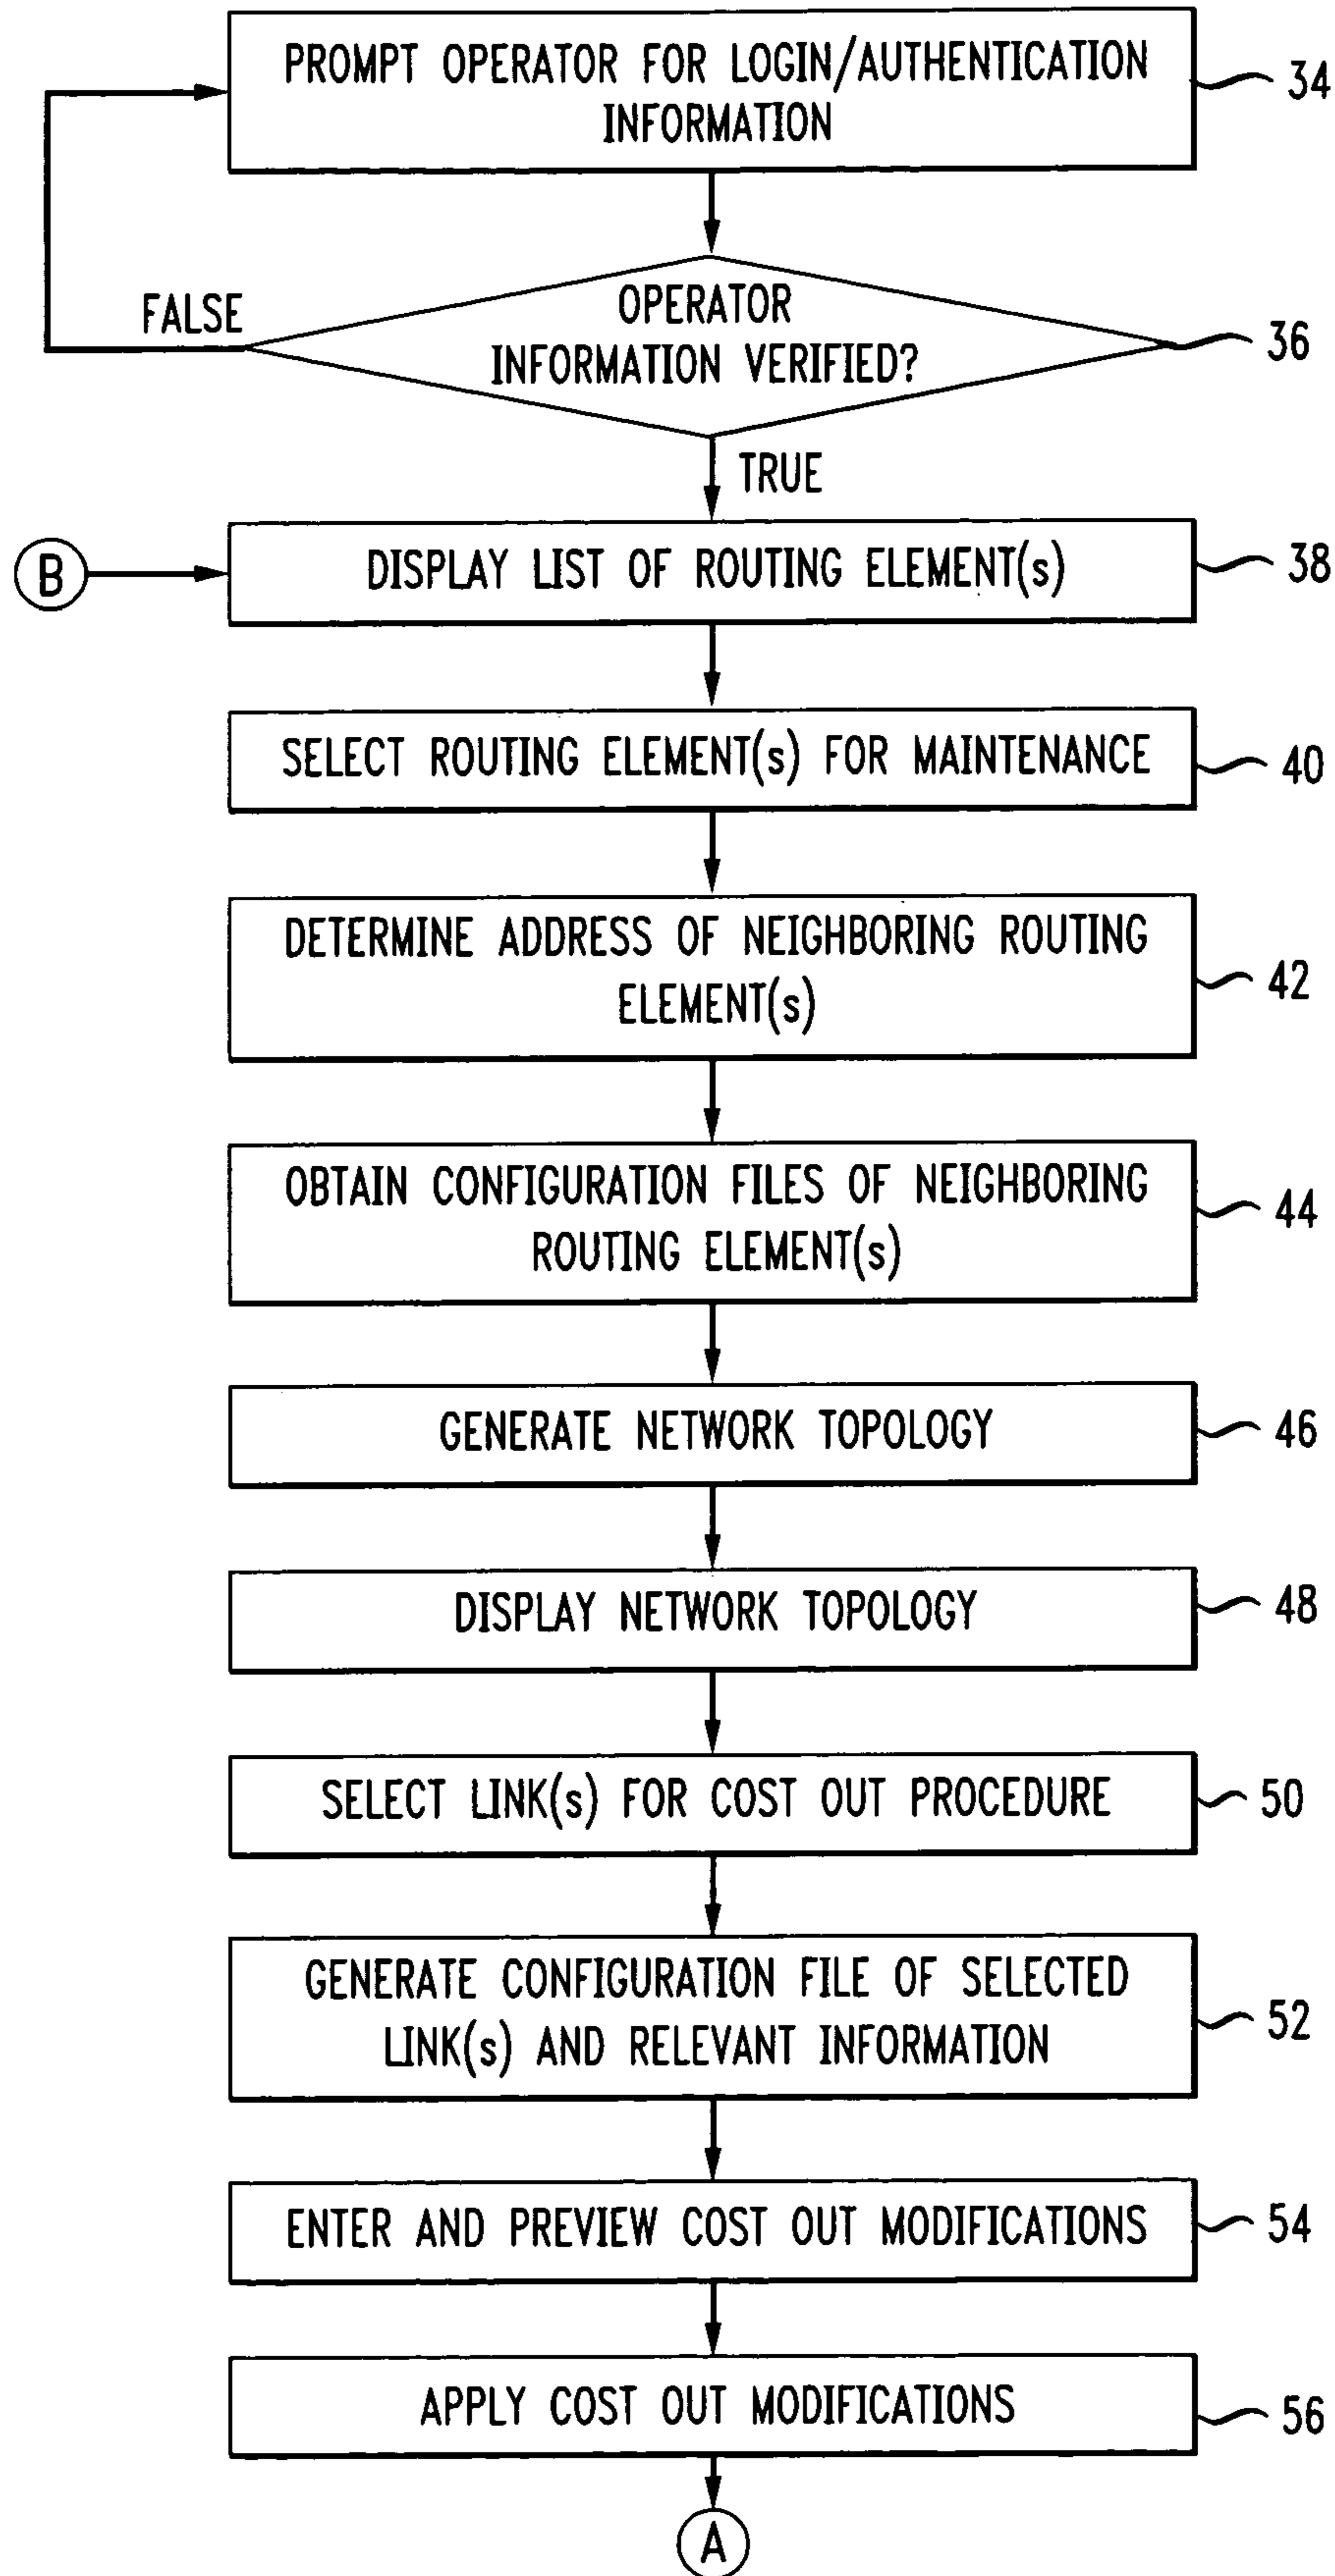 PROMPT OPERATOR FOR LOGIN/AUTHENTICATION
INFORMATION
34
FALSE
OPERATOR
INFORMATION VERIFIED?
36
TRUE
B
DISPLAY LIST OF ROUTING ELEMENT(s)
38
SELECT ROUTING ELEMENT(s) FOR MAINTENANCE
40
DETERMINE ADDRESS OF NEIGHBORING ROUTING
ELEMENT(s)
42
OBTAIN CONFIGURATION FILES OF NEIGHBORING
ROUTING ELEMENT(s)
44
GENERATE NETWORK TOPOLOGY
46
DISPLAY NETWORK TOPOLOGY
48
SELECT LINK(s) FOR COST OUT PROCEDURE
50
GENERATE CONFIGURATION FILE OF SELECTED
LINK(s) AND RELEVANT INFORMATION
52
ENTER AND PREVIEW COST OUT MODIFICATIONS
54
APPLY COST OUT MODIFICATIONS
56
A